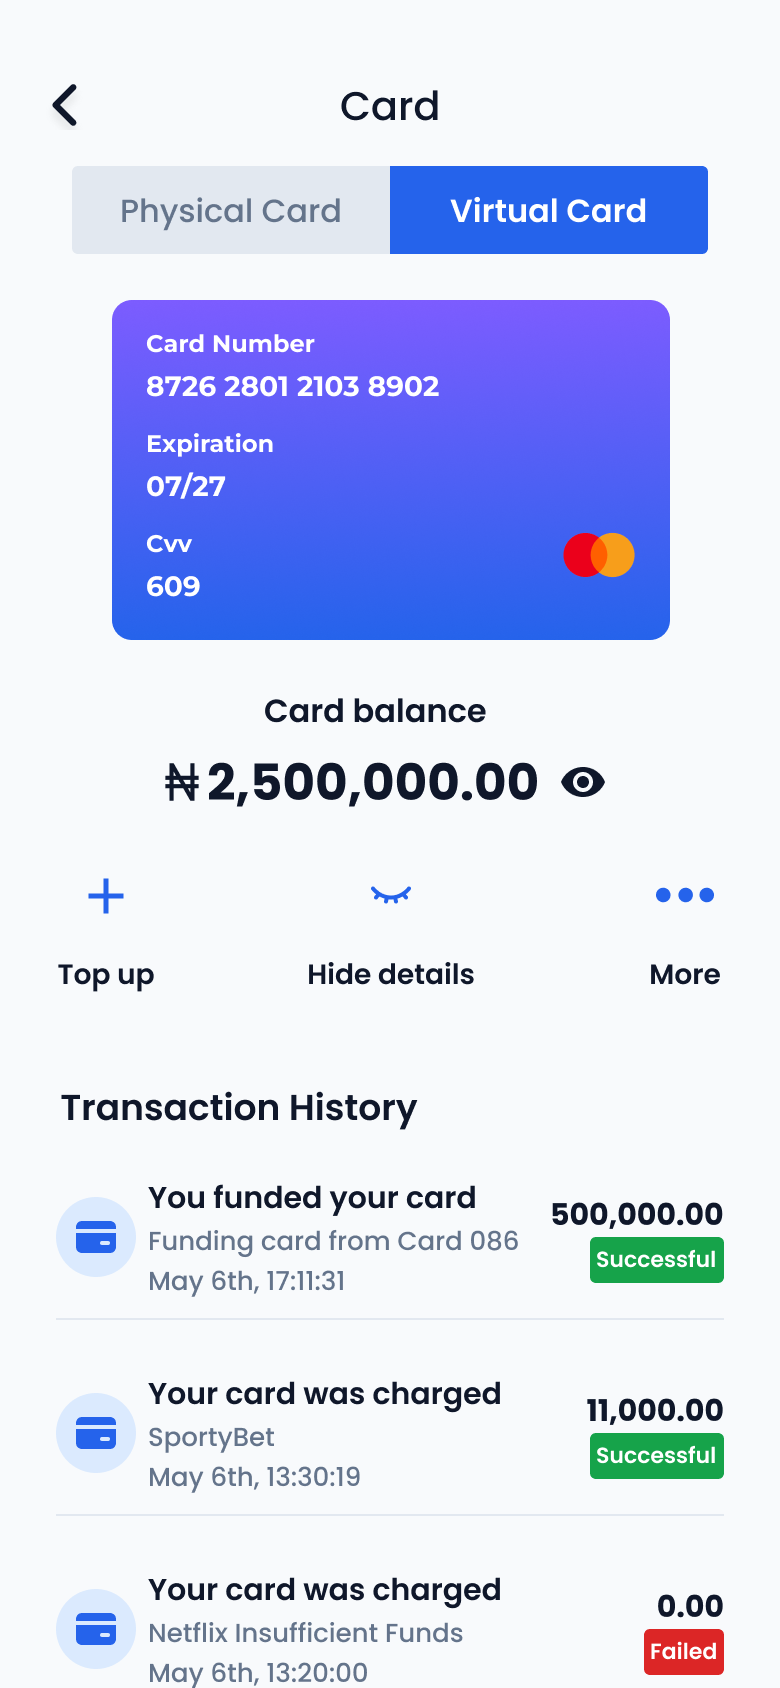 Card
Physical Card
Virtual Card
Card Number
8726 2801 2103 8902
Expiration
07/27
Cvv
609
Card balance
₦2,500,000.00
Top up
Hide details
More
Transaction History
You funded your card
500,000.00
Funding card from Card 086
Successful
May 6th, 17:11:31
Your card was charged
11,000.00
SportyBet
Successful
May 6th, 13:30:19
Your card was charged
0.00
Netflix Insufficient Funds
Failed
May 6th, 13:20:00